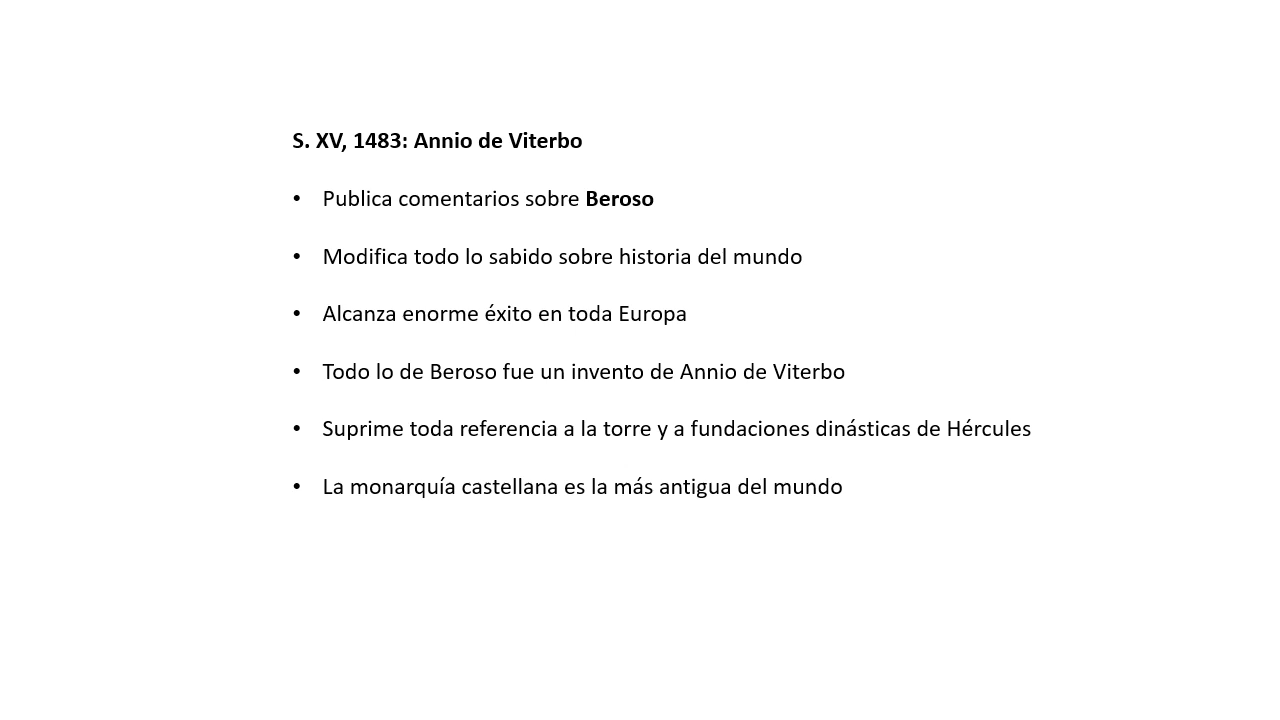 S. XV, 1483: Annio de Viterbo
• Publica comentarios sobre Beroso
• Modifica todo lo sabido sobre historia del mundo
• Alcanza enorme éxito en toda Europa
• Todo lo de Beroso fue un invento de Annio de Viterbo
• Suprime toda referencia a la torre y a fundaciones dinásticas de Hércules
• La monarquía castellana es la más antigua del mundo